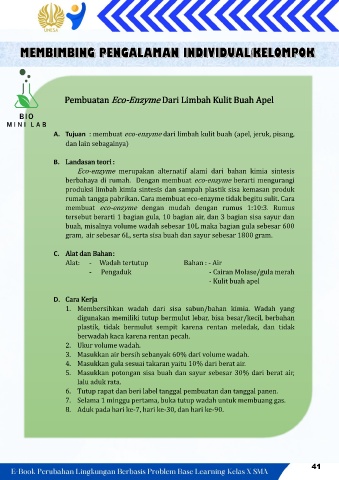 UNESA
MEMBIMBING PENGALAMAN INDIVIDUAL/KELOMPOK
BIO
MINI LAB
Pembuatan Eco-Enzyme Dari Limbah Kulit Buah Apel
A. Tujuan : membuat eco-enzyme dari limbah kulit buah (apel, jeruk, pisang,
dan lain sebagainya)
B. Landasan teori :
Eco-enzyme merupakan alternatif alami dari bahan kimia sintesis
berbahaya di rumah. Dengan membuat eco-enzyme berarti mengurangi
produksi limbah kimia sintesis dan sampah plastik sisa kemasan produk
rumah tangga pabrikan. Cara membuat eco-enzyme tidak begitu sulit. Cara
membuat eco-enzyme dengan mudah dengan rumus 1:10:3. Rumus
tersebut berarti 1 bagian gula, 10 bagian air, dan 3 bagian sisa sayur dan
buah, misalnya volume wadah sebesar 10L maka bagian gula sebesar 600
gram, air sebesar 6L, serta sisa buah dan sayur sebesar 1800 gram.
C. Alat dan Bahan:
Alat: - Wadah tertutup Bahan : - Air
- Pengaduk - Cairan Molase/gula merah
- Kulit buah apel
D. Cara Kerja
1. Membersihkan wadah dari sisa sabun/bahan kimia. Wadah yang
digunakan memiliki tutup bermulut lebar, bisa besar/kecil, berbahan
plastik, tidak bermulut sempit karena rentan meledak, dan tidak
berwadah kaca karena rentan pecah.
2. Ukur volume wadah.
3. Masukkan air bersih sebanyak 60% dari volume wadah.
4. Masukkan gula sesuai takaran yaitu 10% dari berat air.
5. Masukkan potongan sisa buah dan sayur sebesar 30% dari berat air,
lalu aduk rata.
6. Tutup rapat dan beri label tanggal pembuatan dan tanggal panen.
7. Selama 1 minggu pertama, buka tutup wadah untuk membuang gas.
8. Aduk pada hari ke-7, hari ke-30, dan hari ke-90.
E-Book Perubahan Lingkungan Berbasis Problem Base Learning Kelas X SMA
41